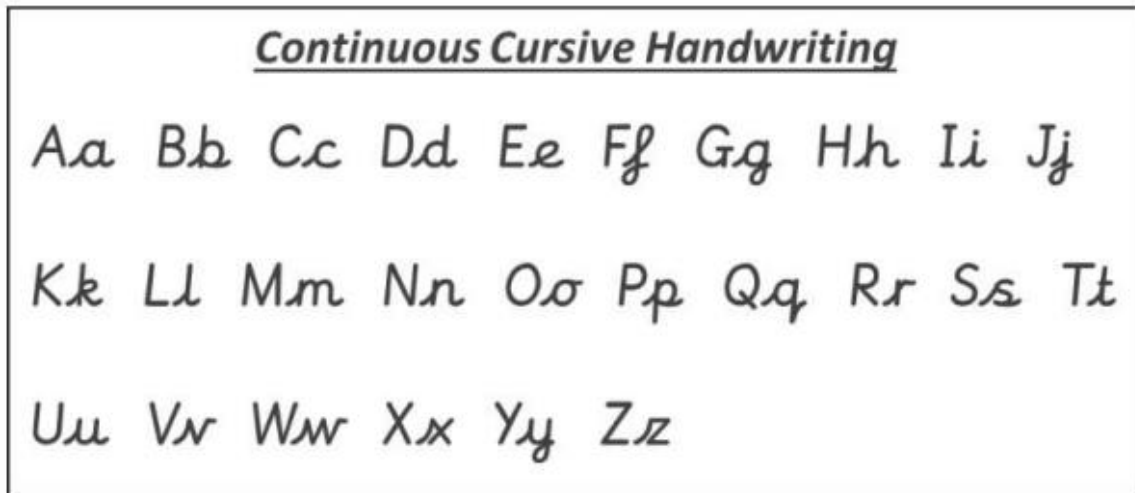 Continuous Cursive Handwriting
Aa Bb Cc Dd Ee Ff Gg Hh Ii Jj
Kk Ll Mm Nn Oo Pp Qq Rr Ss Tt
Uu Vv Ww Xx Yy Zz